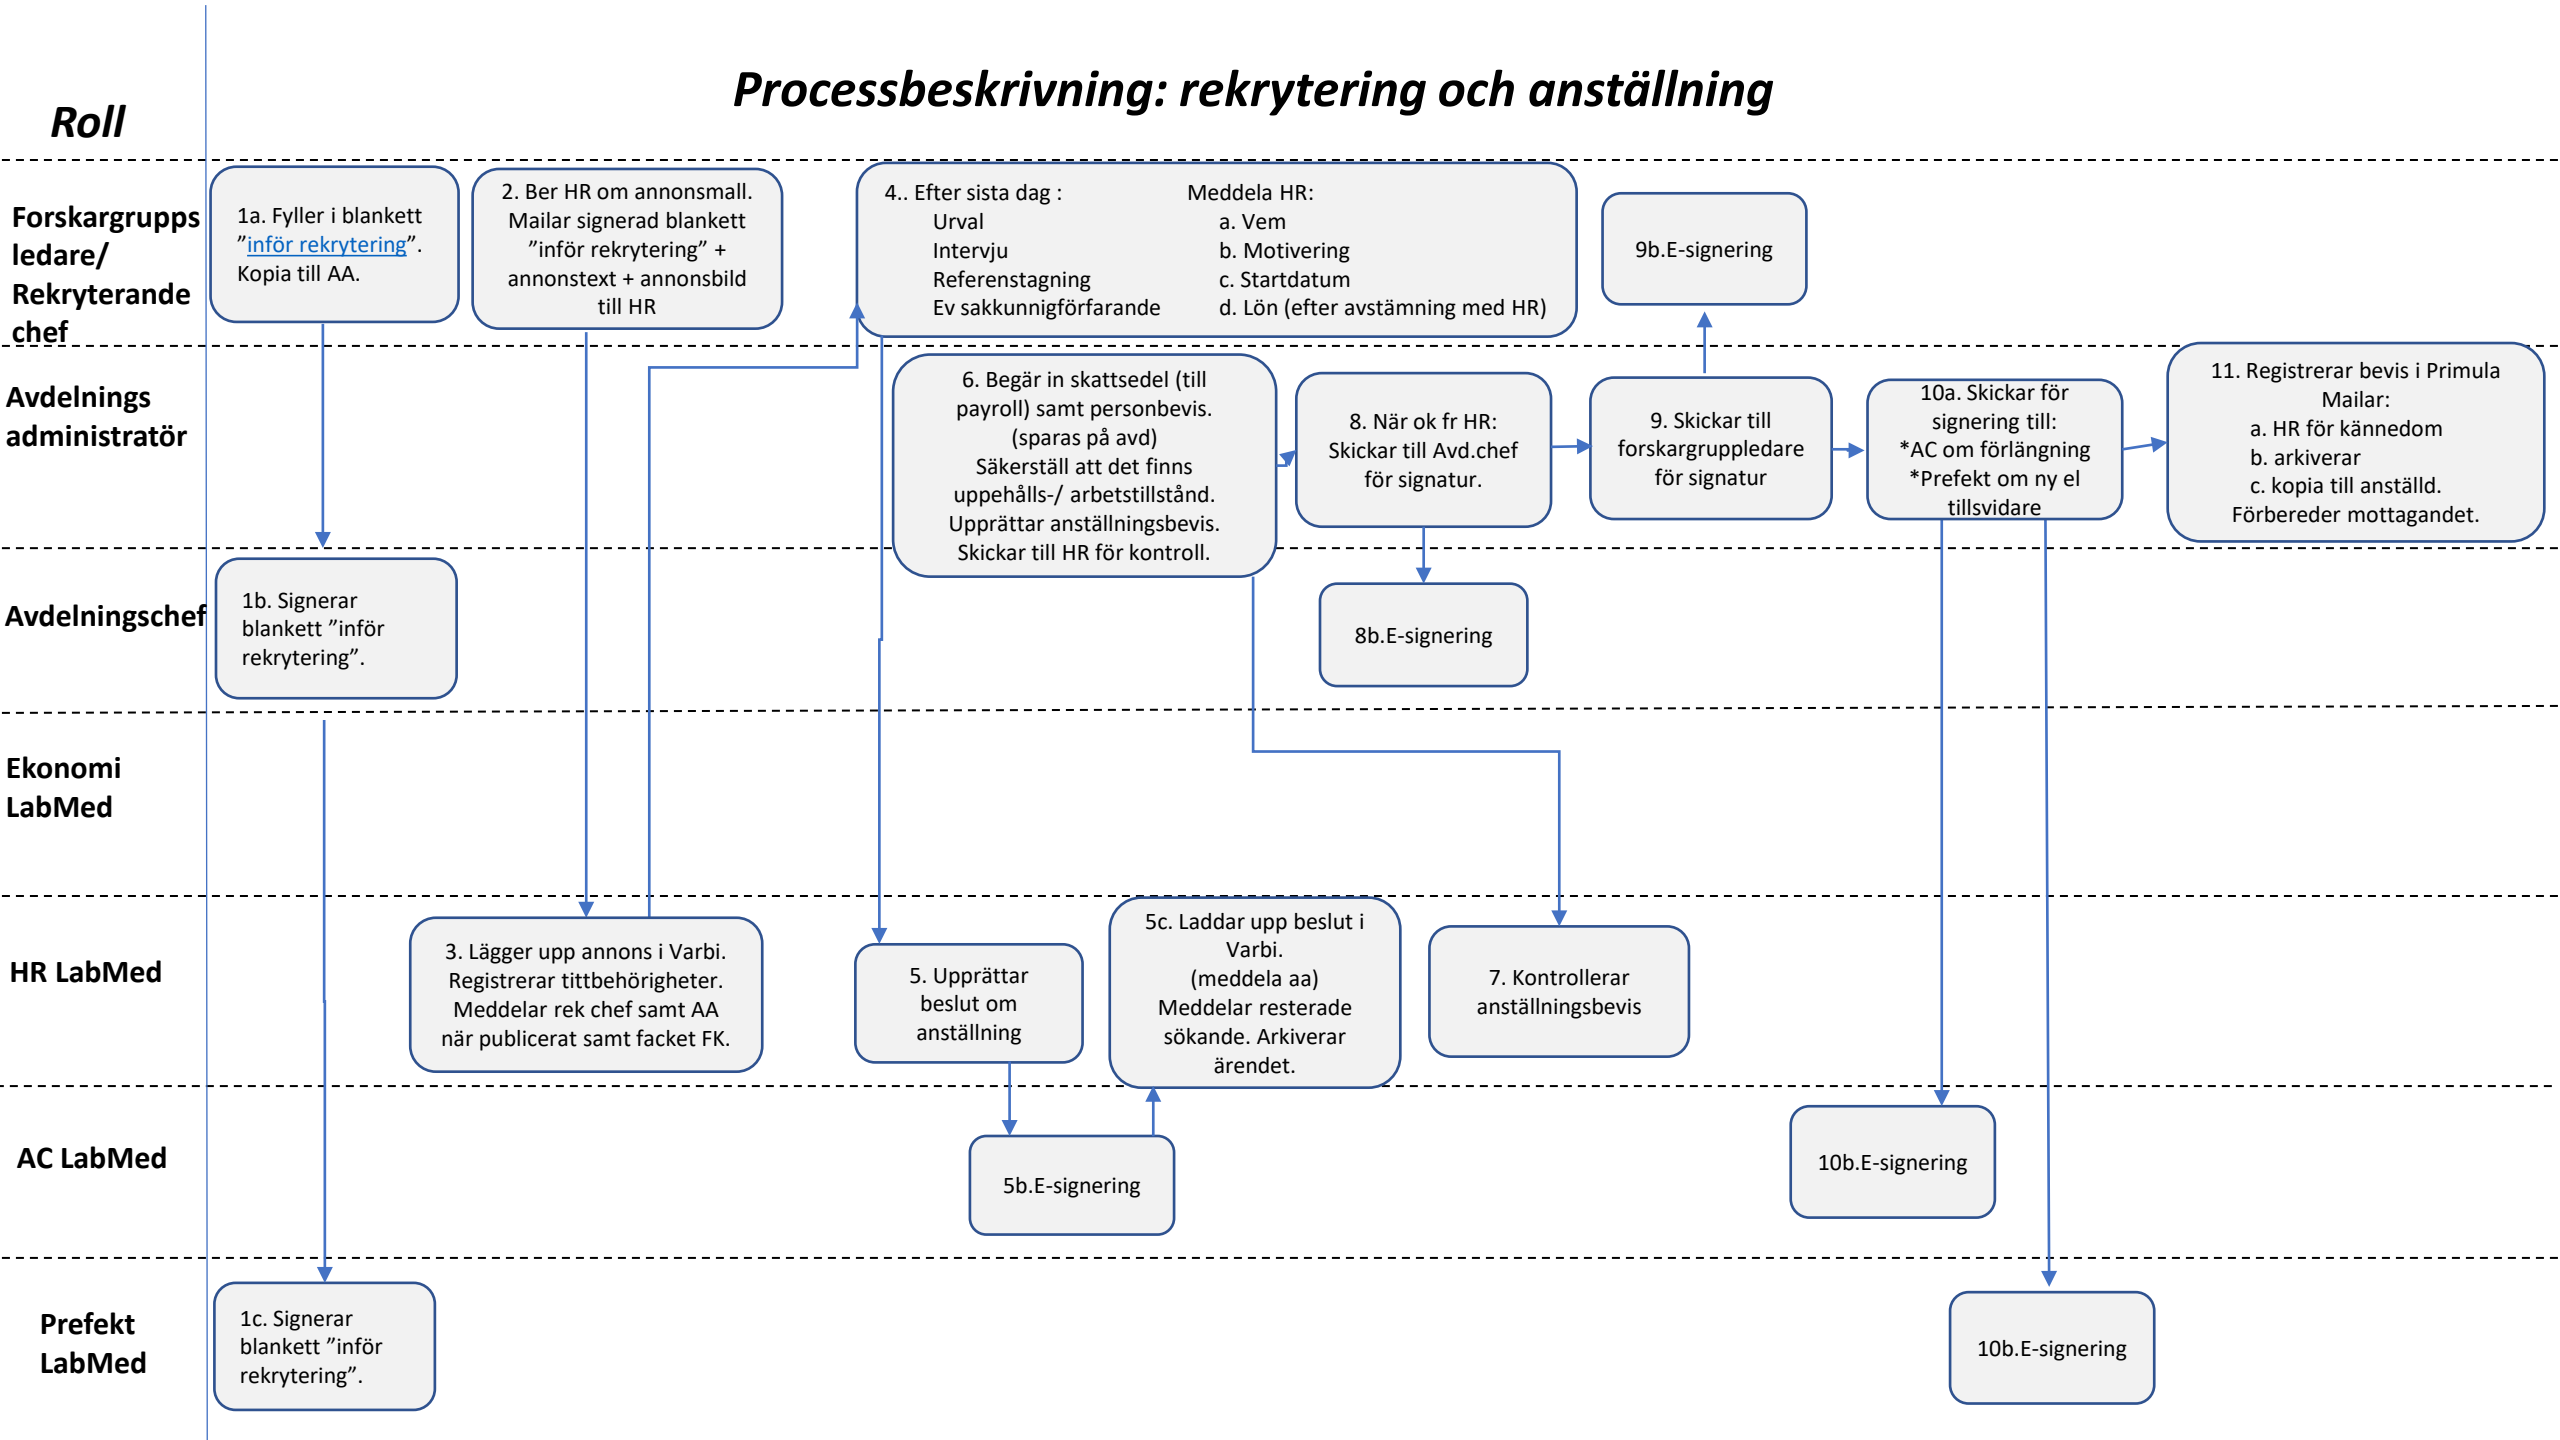 Processbeskrivning: rekrytering och anställning
Roll
Forskargrupps
ledare/
Rekryterande
chef
1a. Fyller i blankett
”inför rekrytering”.
Kopia till AA.
2. Ber HR om annonsmall.
Mailar signerad blankett
”inför rekrytering” +
annonstext + annonsbild
till HR
4.. Efter sista dag :
Urval
Intervju
Referenstagning
Ev sakkunnigförfarande
Meddela HR:
a. Vem
b. Motivering
c. Startdatum
d. Lön (efter avstämning med HR)
9b.E-signering
Avdelnings
administratör
6. Begär in skattsedel (till
payroll) samt personbevis.
(sparas på avd)
Säkerställ att det finns
uppehålls-/ arbetstillstånd.
Upprättar anställningsbevis.
Skickar till HR för kontroll.
8. När ok fr HR:
Skickar till Avd.chef
för signatur.
9. Skickar till
forskargruppledare
för signatur
10a. Skickar för
signering till:
*AC om förlängning
*Prefekt om ny el
tillsvidare
11. Registrerar bevis i Primula
Mailar:
a. HR för kännedom
b. arkiverar
c. kopia till anställd.
Förbereder mottagandet.
Avdelningschef
1b. Signerar
blankett ”inför
rekrytering”.
8b.E-signering
Ekonomi
LabMed
HR LabMed
3. Lägger upp annons i Varbi.
Registrerar tittbehörigheter.
Meddelar rek chef samt AA
när publicerat samt facket FK.
5. Upprättar
beslut om
anställning
5c. Laddar upp beslut i
Varbi.
(meddela aa)
Meddelar resterade
sökande. Arkiverar
ärendet.
7. Kontrollerar
anställningsbevis
AC LabMed
5b.E-signering
10b.E-signering
Prefekt
LabMed
1c. Signerar
blankett ”inför
rekrytering”.
10b.E-signering